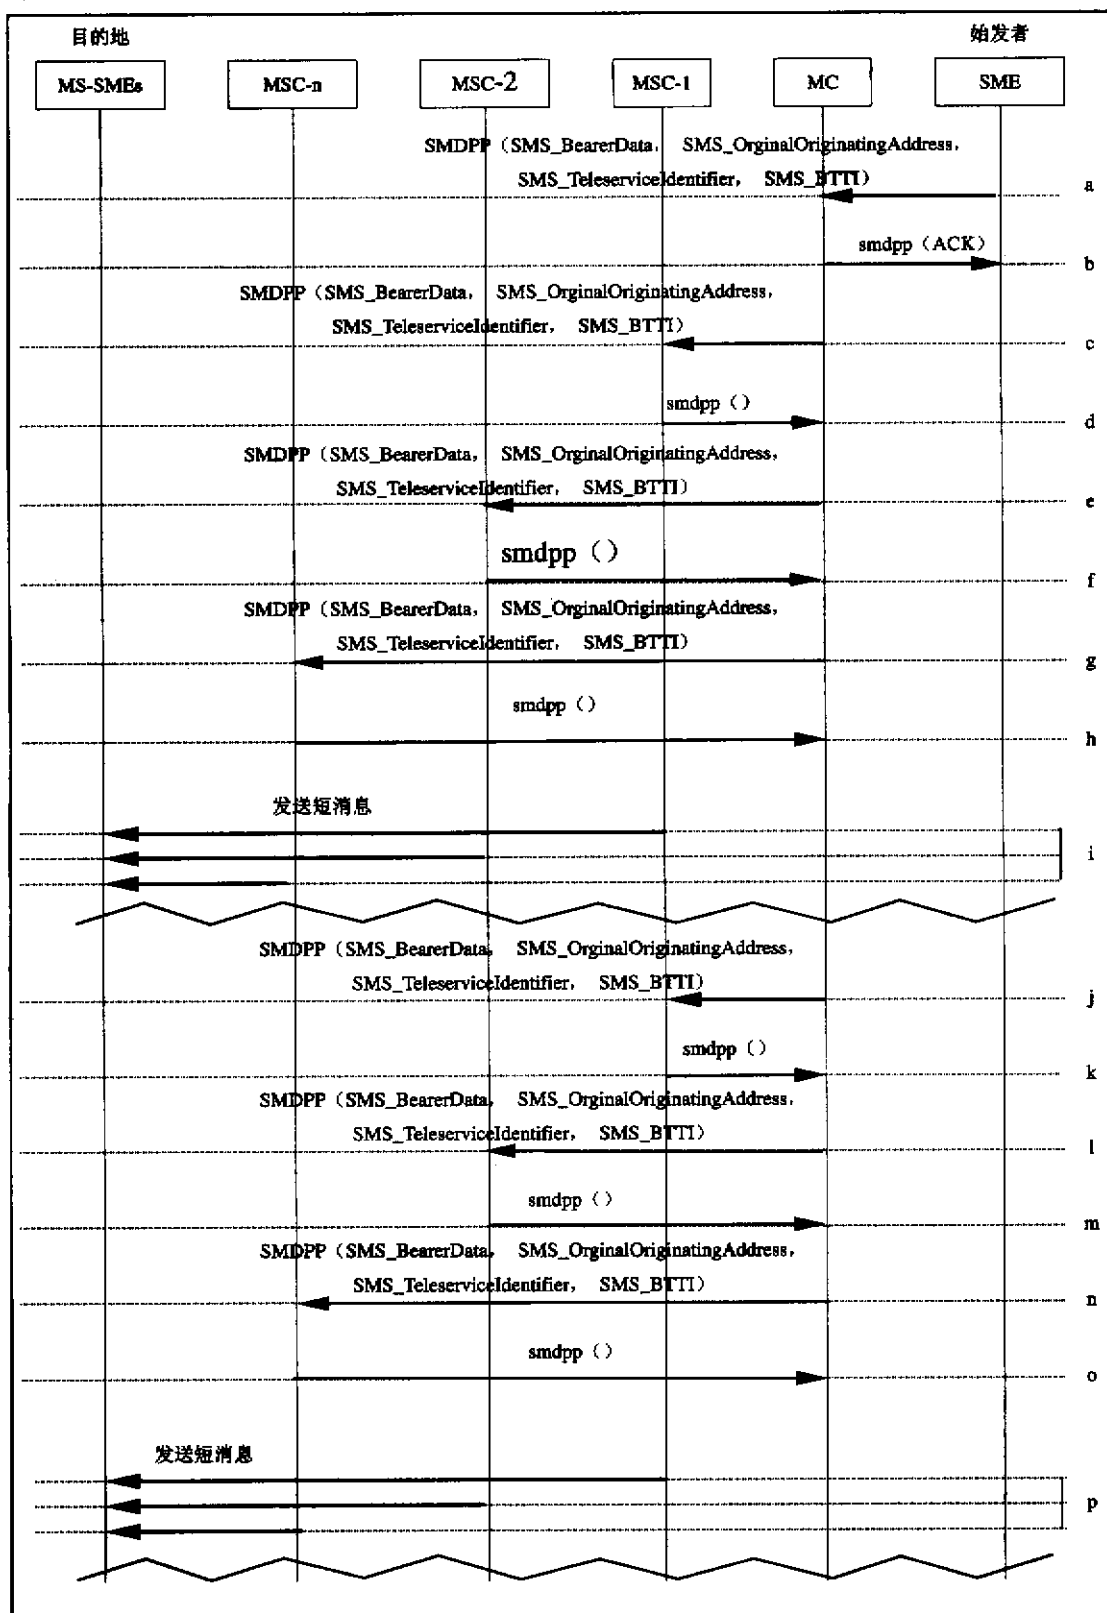 目的地 始发者
MS-SMEs MSC-n MSC-2 MSC-1 MC SME
SMDPP（SMS_BearerData， SMS_OrginalOriginatingAddress，
SMS_TeleserviceIdentifier， SMS_BTTI）
a
smdpp（ACK）
b
SMDPP（SMS_BearerData， SMS_OrginalOriginatingAddress，
SMS_TeleserviceIdentifier， SMS_BTTI）
c
smdpp（）
d
SMDPP（SMS_BearerData， SMS_OrginalOriginatingAddress，
SMS_TeleserviceIdentifier， SMS_BTTI）
e
smdpp（）
f
SMDPP（SMS_BearerData， SMS_OrginalOriginatingAddress，
SMS_TeleserviceIdentifier， SMS_BTTI）
g
smdpp（）
h
发送短消息
i
SMDPP（SMS_BearerData， SMS_OrginalOriginatingAddress，
SMS_TeleserviceIdentifier， SMS_BTTI）
j
smdpp（）
k
SMDPP（SMS_BearerData， SMS_OrginalOriginatingAddress，
SMS_TeleserviceIdentifier， SMS_BTTI）
l
smdpp（）
m
SMDPP（SMS_BearerData， SMS_OrginalOriginatingAddress，
SMS_TeleserviceIdentifier， SMS_BTTI）
n
smdpp（）
o
发送短消息
p